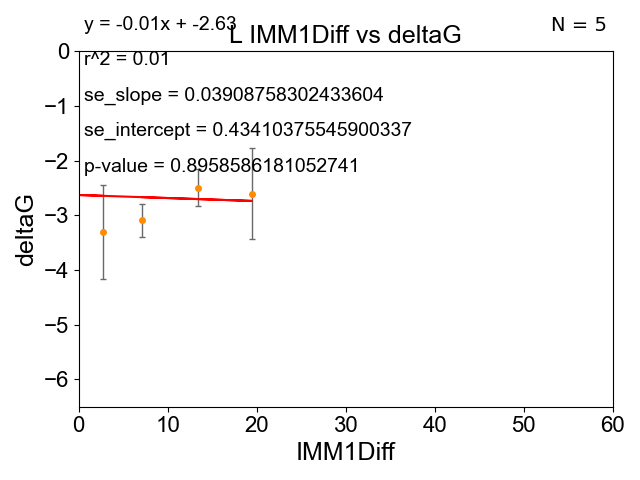 y = -0.01x + -2.63
N = 5
L IMM1Diff vs deltaG
r^2 = 0.01
se_slope = 0.03908758302433604
se_intercept = 0.43410375545900337
p-value = 0.8958586181052741
0
−1
−2
−3
−4
−5
−6
deltaG
0 10 20 30 40 50 60
IMM1Diff